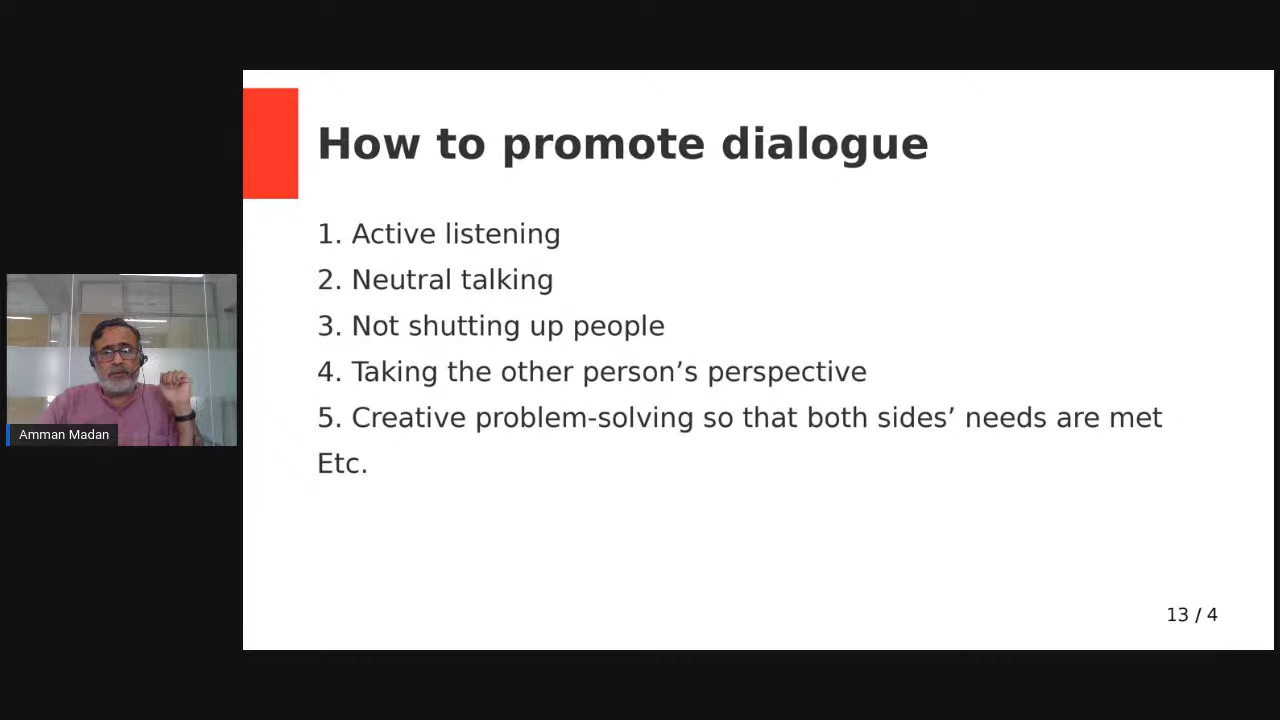 How to promote dialogue
1. Active listening
2. Neutral talking
3. Not shutting up people
4. Taking the other person’s perspective
5. Creative problem-solving so that both sides’ needs are met
Etc.
Amman Madan
13 / 4